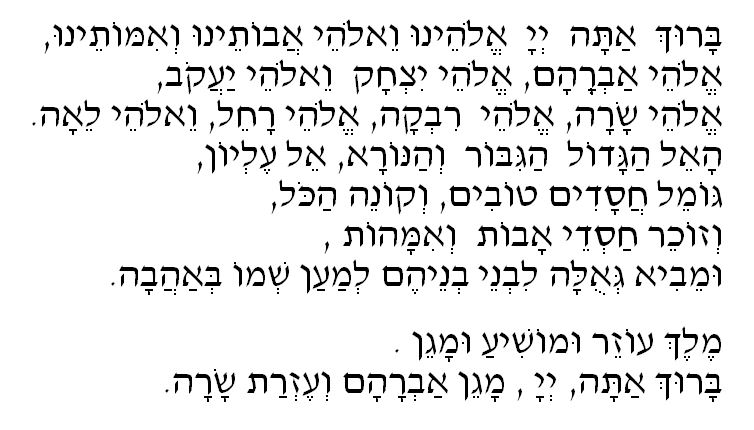 בָּרוּךְ אַתָּה יְיָ אֱלֹהֵינוּ וֵאלֹהֵי אֲבוֹתֵינוּ וְאִמּוֹתֵינוּ,
אֱלֹהֵי אַבְרָהָם, אֱלֹהֵי יִצְחָק וֵאלֹהֵי יַעֲקֹב,
אֱלֹהֵי שָׂרָה, אֱלֹהֵי רִבְקָה, אֱלֹהֵי רָחֵל, וֵאלֹהֵי לֵאָה.
הָאֵל הַגָּדוֹל הַגִּבּוֹר וְהַנּוֹרָא, אֵל עֶלְיוֹן,
גּוֹמֵל חֲסָדִים טוֹבִים, וְקוֹנֵה הַכֹּל,
וְזוֹכֵר חַסְדֵי אָבוֹת וְאִמָּהוֹת ,
וּמֵבִיא גְּאֻלָּה לִבְנֵי בְנֵיהֶם לְמַעַן שְׁמוֹ בְּאַהֲבָה.
מֶלֶךְ עוֹזֵר וּמוֹשִׁיעַ וּמָגֵן .
בָּרוּךְ אַתָּה, יְיָ , מָגֵן אַבְרָהָם וְעֶזְרַת שָׂרָה.